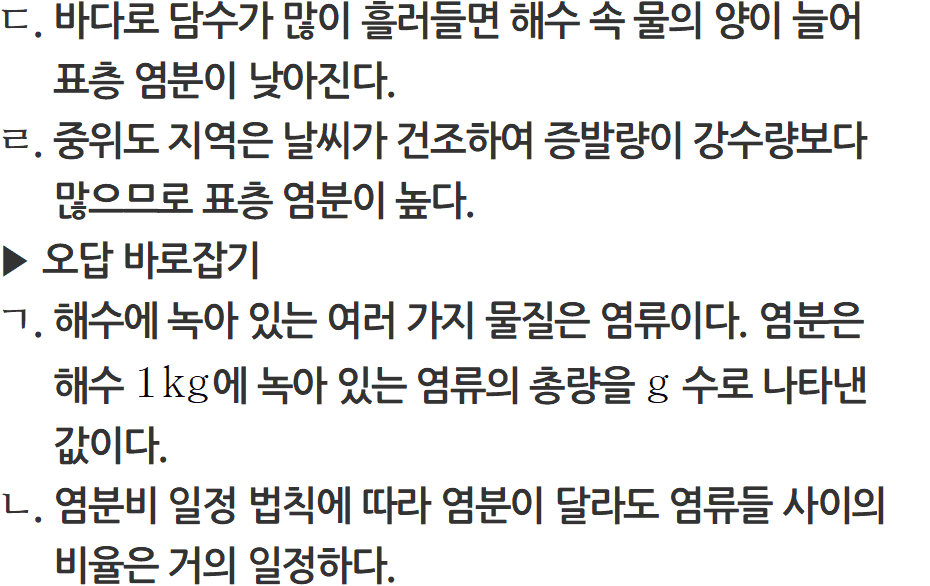 ㄷ. 바다로 담수가 많이 흘러들면 해수 속 물의 양이 늘어
표층 염분이 낮아진다.
ㄹ. 중위도 지역은 날씨가 건조하여 증발량이 강수량보다
많으므로 표층 염분이 높다.
▶ 오답 바로잡기
ㄱ. 해수에 녹아 있는 여러 가지 물질은 염류이다. 염분은
해수 1kg에 녹아 있는 염류의 총량을 g 수로 나타낸
값이다.
ㄴ. 염분비 일정 법칙에 따라 염분이 달라도 염류들 사이의
비율은 거의 일정하다.